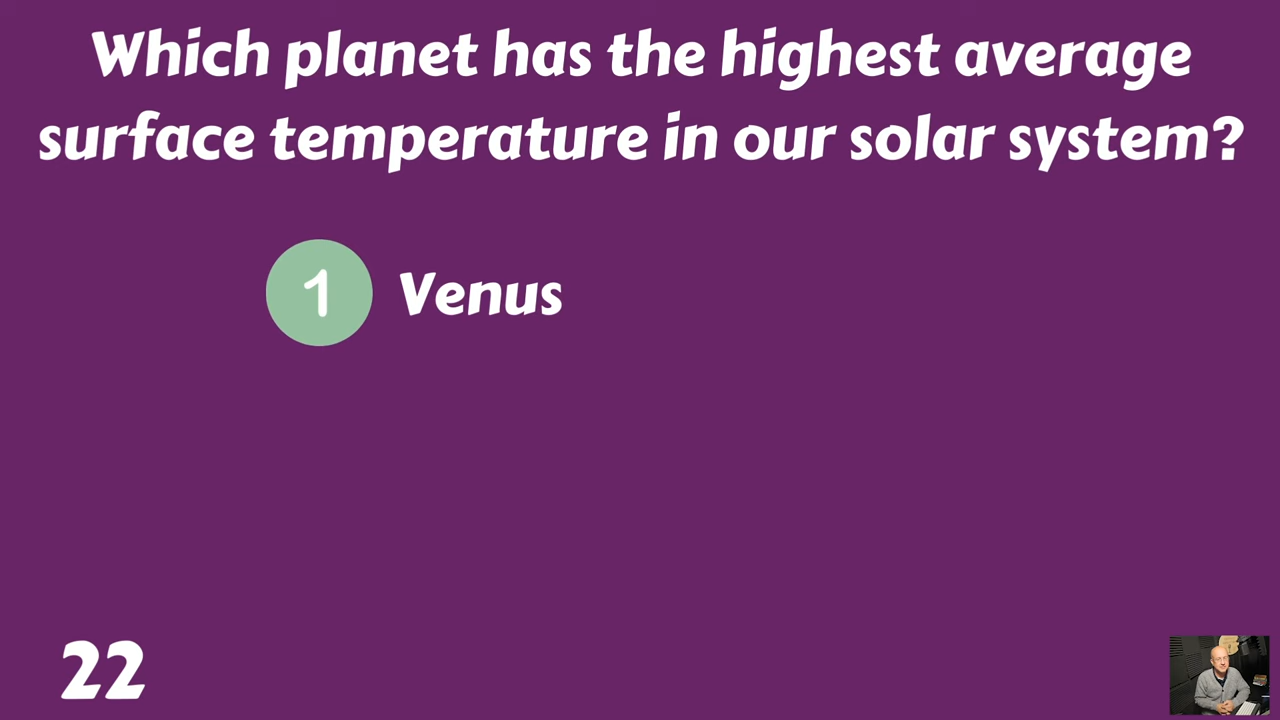 Which planet has the highest average
surface temperature in our solar system?
1 Venus
22